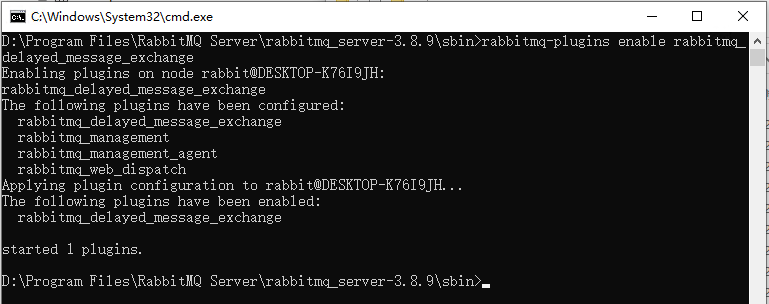 C:\Windows\System32\cmd.exe
D:\Program Files\RabbitMQ Server\rabbitmq_server-3.8.9\sbin>rabbitmq-plugins enable rabbitmq_
delayed_message_exchange
Enabling plugins on node rabbit@DESKTOP-K76I9JH:
rabbitmq_delayed_message_exchange
The following plugins have been configured:
  rabbitmq_delayed_message_exchange
  rabbitmq_management
  rabbitmq_management_agent
  rabbitmq_web_dispatch
Applying plugin configuration to rabbit@DESKTOP-K76I9JH...
The following plugins have been enabled:
  rabbitmq_delayed_message_exchange
started 1 plugins.
D:\Program Files\RabbitMQ Server\rabbitmq_server-3.8.9\sbin>